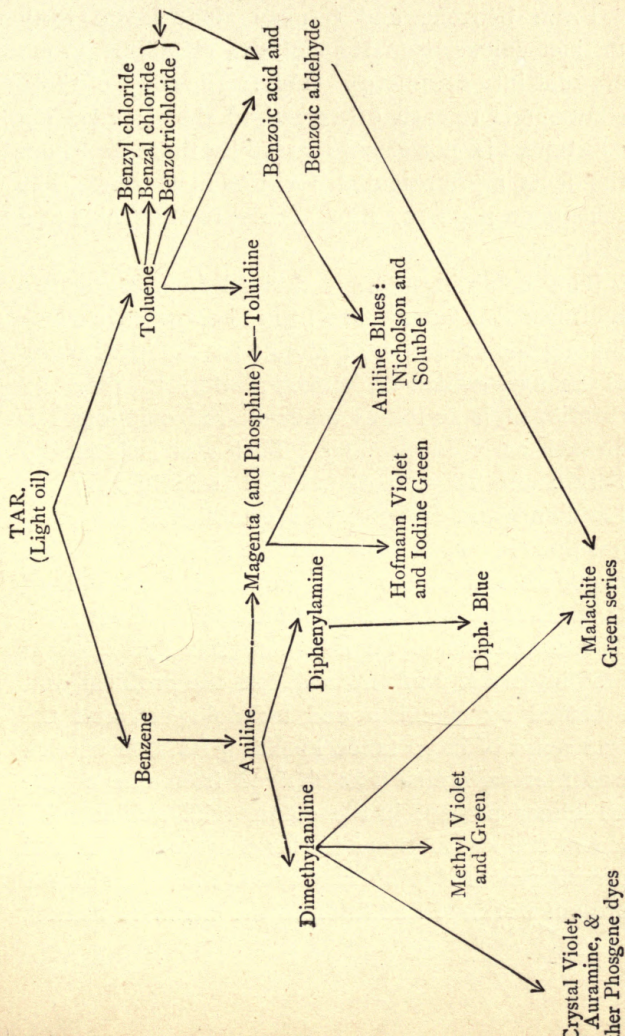 TAR.
(Light oil)
Benzene
Toluene
Benzyl chloride
Benzal chloride
Benzotrichloride
Aniline
Magenta (and Phosphine)
Toluidine
Benzoic acid and
Benzoic aldehyde
Dimethylaniline
Diphenylamine
Hofmann Violet
and Iodine Green
Aniline Blues:
Nicholson and
Soluble
Methyl Violet
and Green
Diph. Blue
Crystal Violet,
Auramine, &
ther Phosgene dyes
Malachite
Green series